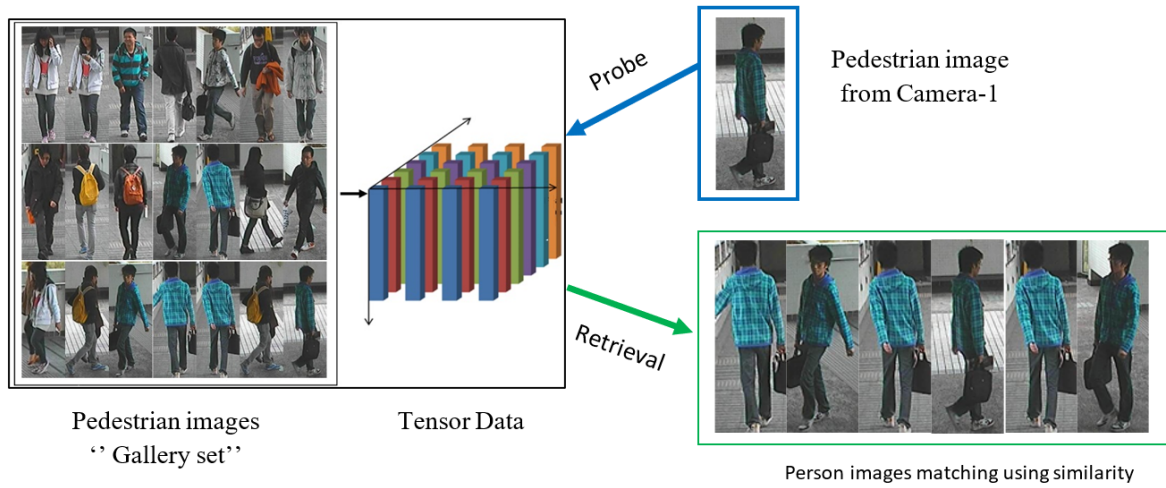 Probe
Pedestrian image
from Camera-1
Retrieval
Pedestrian images
‘’ Gallery set’’
Tensor Data
Person images matching using similarity